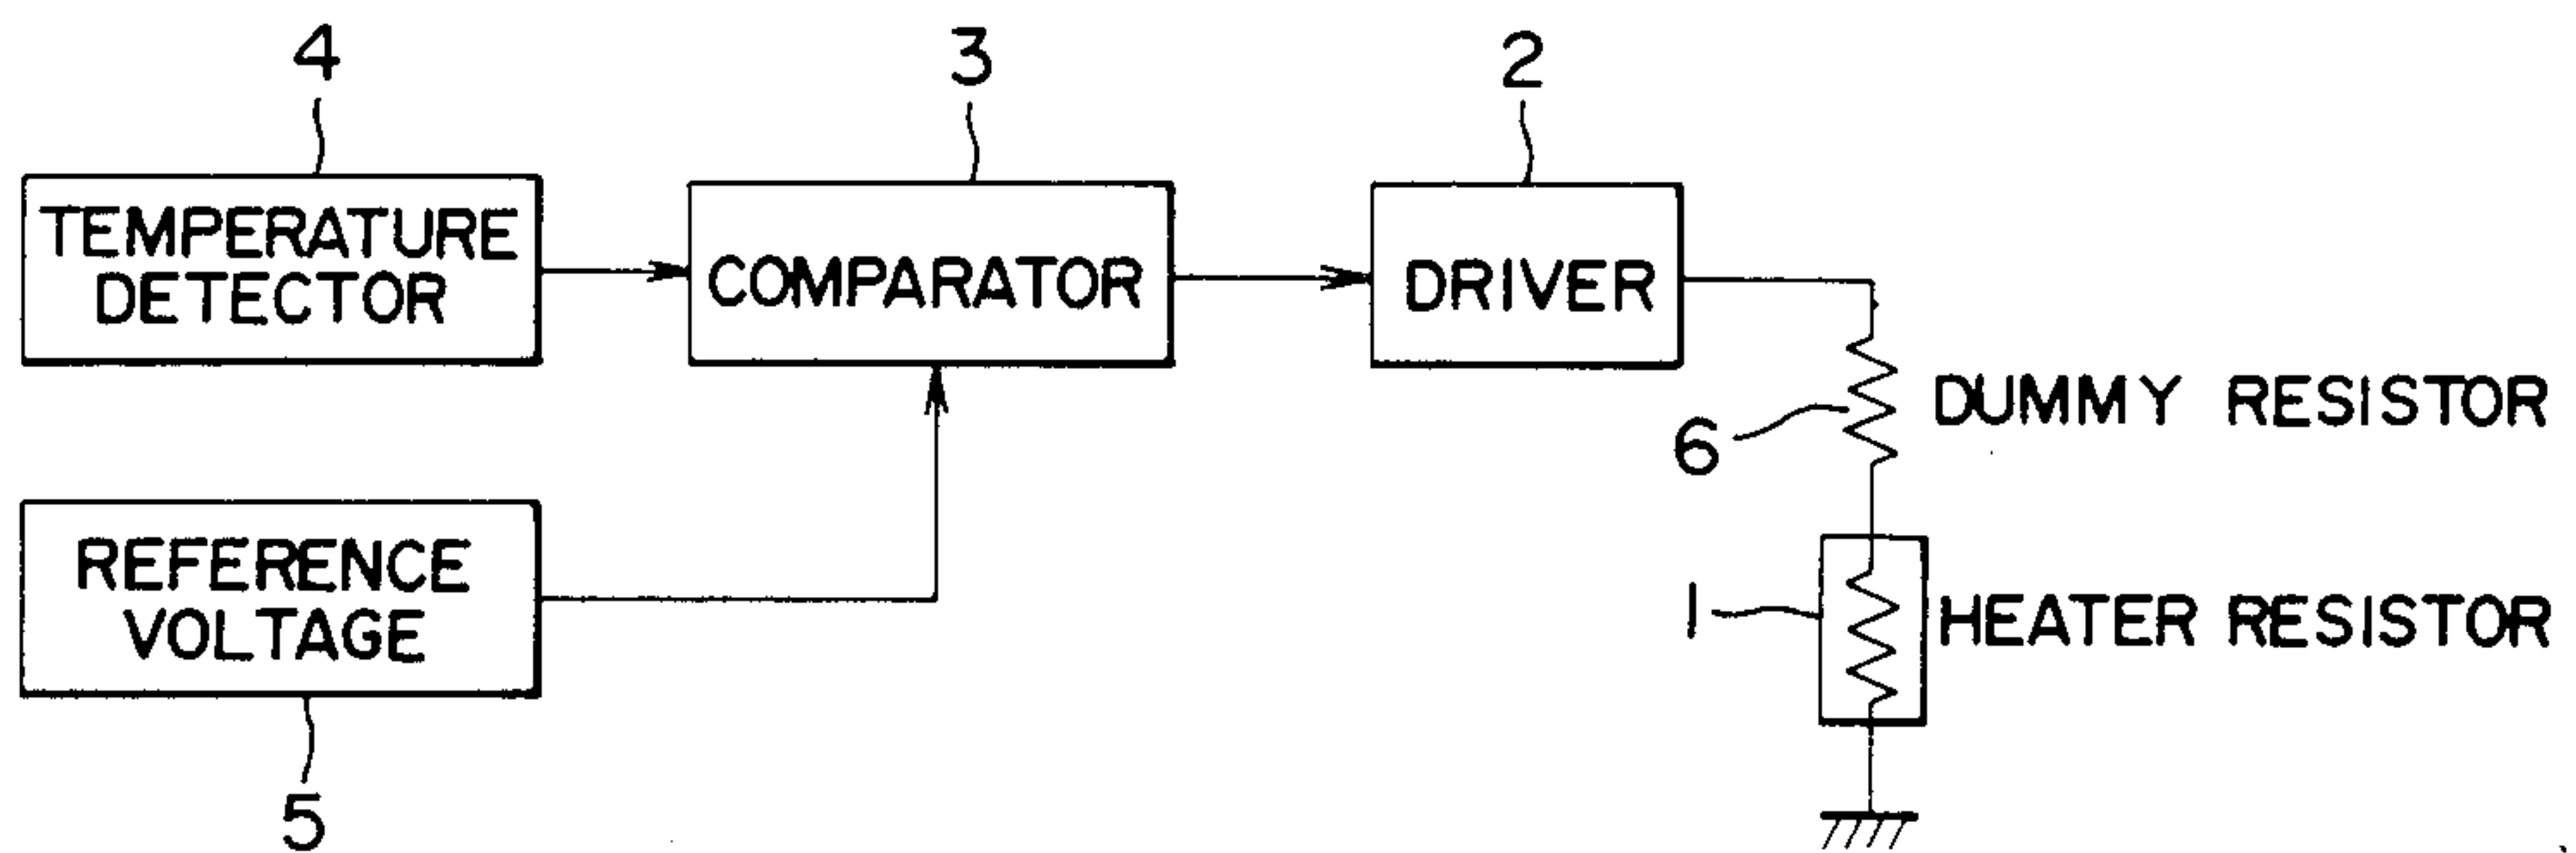 4
3
2
TEMPERATURE
DETECTOR
COMPARATOR
DRIVER
6
DUMMY RESISTOR
REFERENCE
VOLTAGE
1
HEATER RESISTOR
5